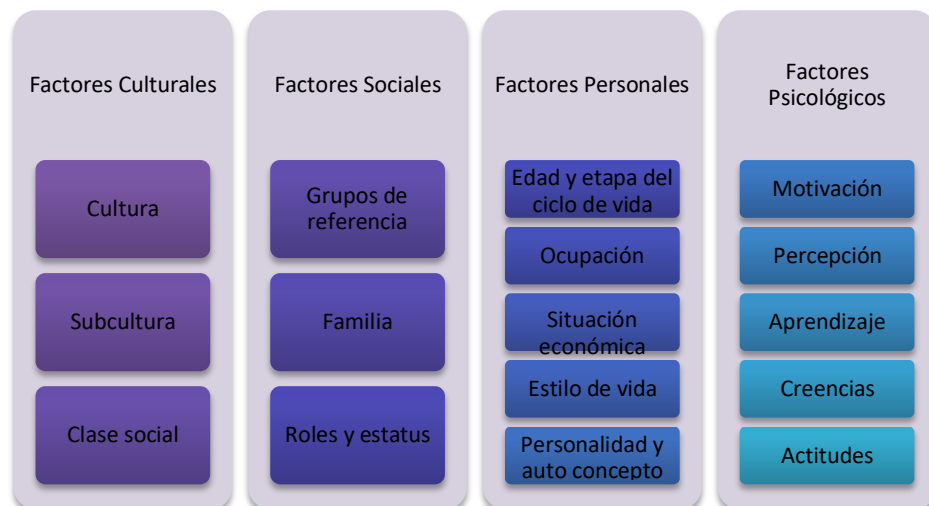 Factores Culturales
Cultura
Subcultura
Clase social
Factores Sociales
Grupos de
referencia
Familia
Roles y estatus
Factores Personales
Edad y etapa del
ciclo de vida
Ocupación
Situación
económica
Estilo de vida
Personalidad y
auto concepto
Factores
Psicológicos
Motivación
Percepción
Aprendizaje
Creencias
Actitudes